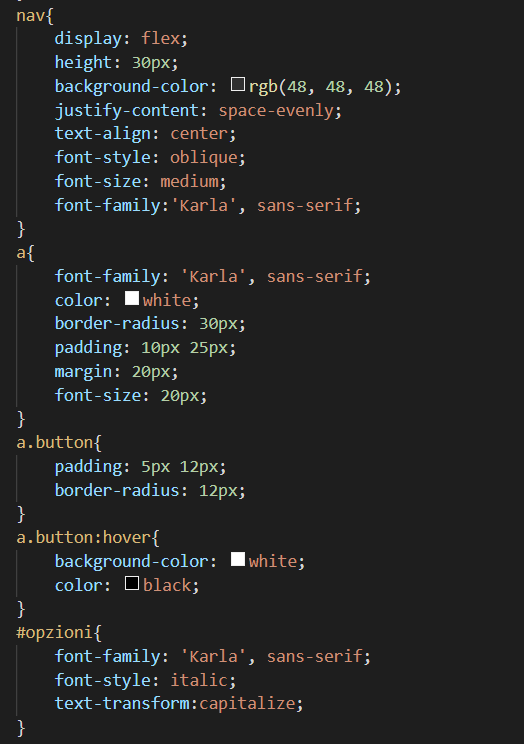 nav{
display: flex;
height: 30px;
background-color: rgb(48, 48, 48);
justify-content: space-evenly;
text-align: center;
font-style: oblique;
font-size: medium;
font-family:'Karla', sans-serif;
}
a{
font-family: 'Karla', sans-serif;
color: white;
border-radius: 30px;
padding: 10px 25px;
margin: 20px;
font-size: 20px;
}
a.button{
padding: 5px 12px;
border-radius: 12px;
}
a.button:hover{
background-color: white;
color: black;
}
#opzioni{
font-family: 'Karla', sans-serif;
font-style: italic;
text-transform:capitalize;
}